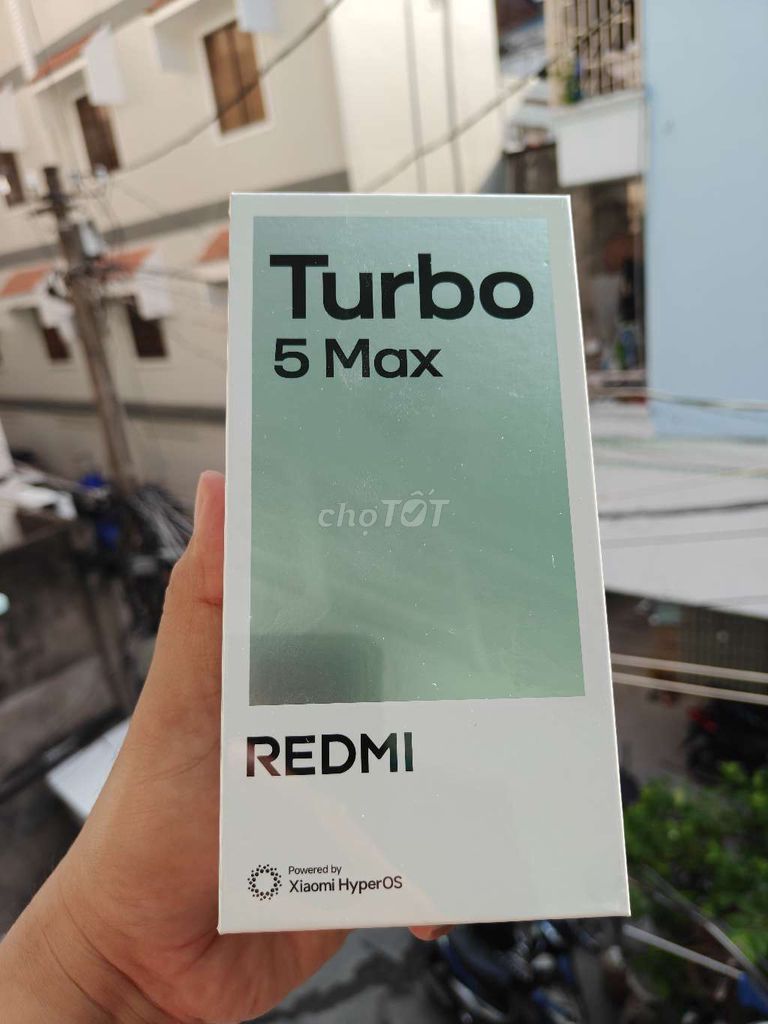 Turbo
5 Max
chợTỐT
REDMI
Powered by
Xiaomi HyperOS